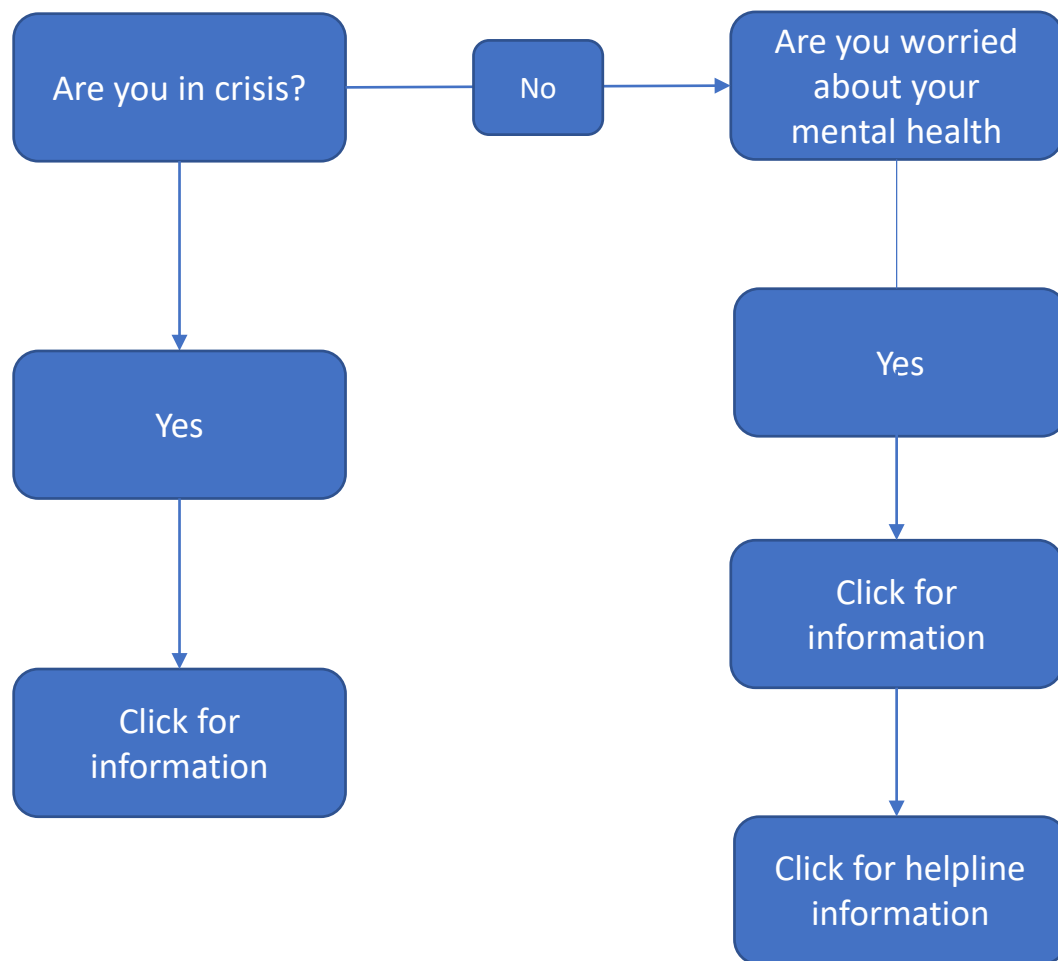 Are you in crisis?
No
Are you worried
about your
mental health
Yes
Yes
Click for
information
Click for
information
Click for helpline
information